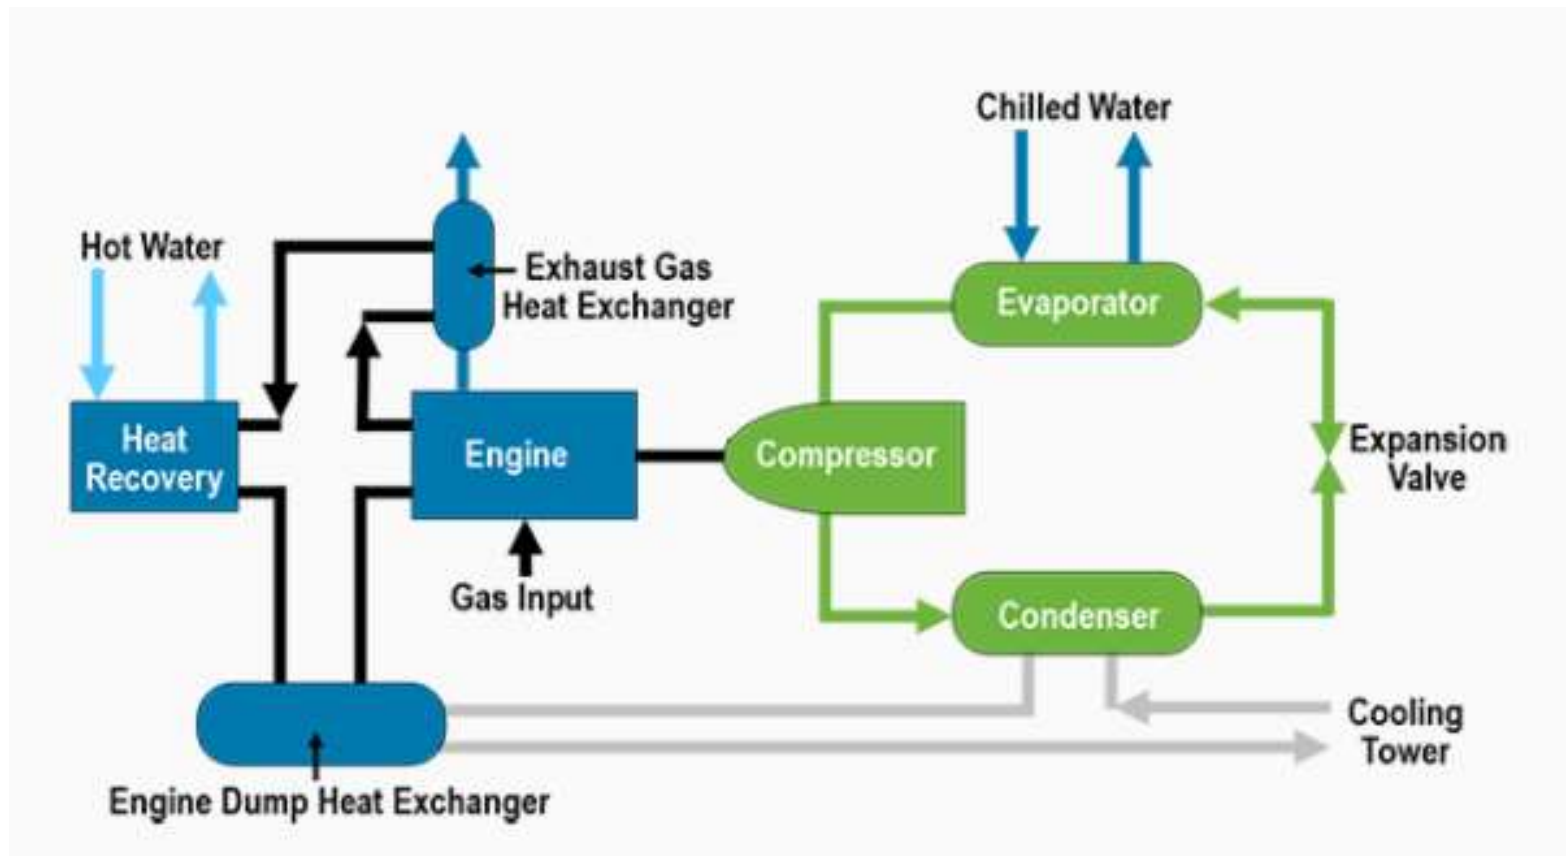 Chilled Water
Hot Water
Exhaust Gas
Heat Exchanger
Evaporator
Heat
Recovery
Engine
Compressor
Expansion
Valve
Gas Input
Condenser
Cooling
Tower
Engine Dump Heat Exchanger